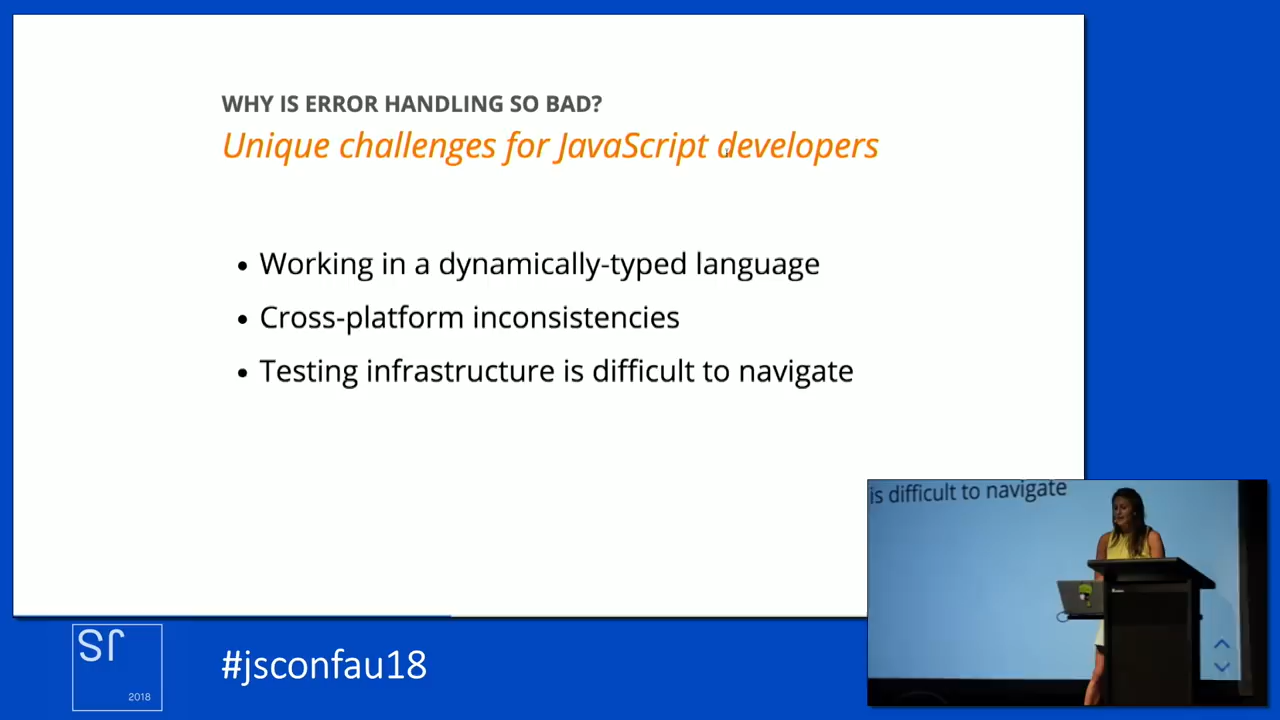 WHY IS ERROR HANDLING SO BAD?
Unique challenges for JavaScript developers
• Working in a dynamically-typed language
• Cross-platform inconsistencies
• Testing infrastructure is difficult to navigate
is difficult to navigate
JS
2018
#jsconfau18